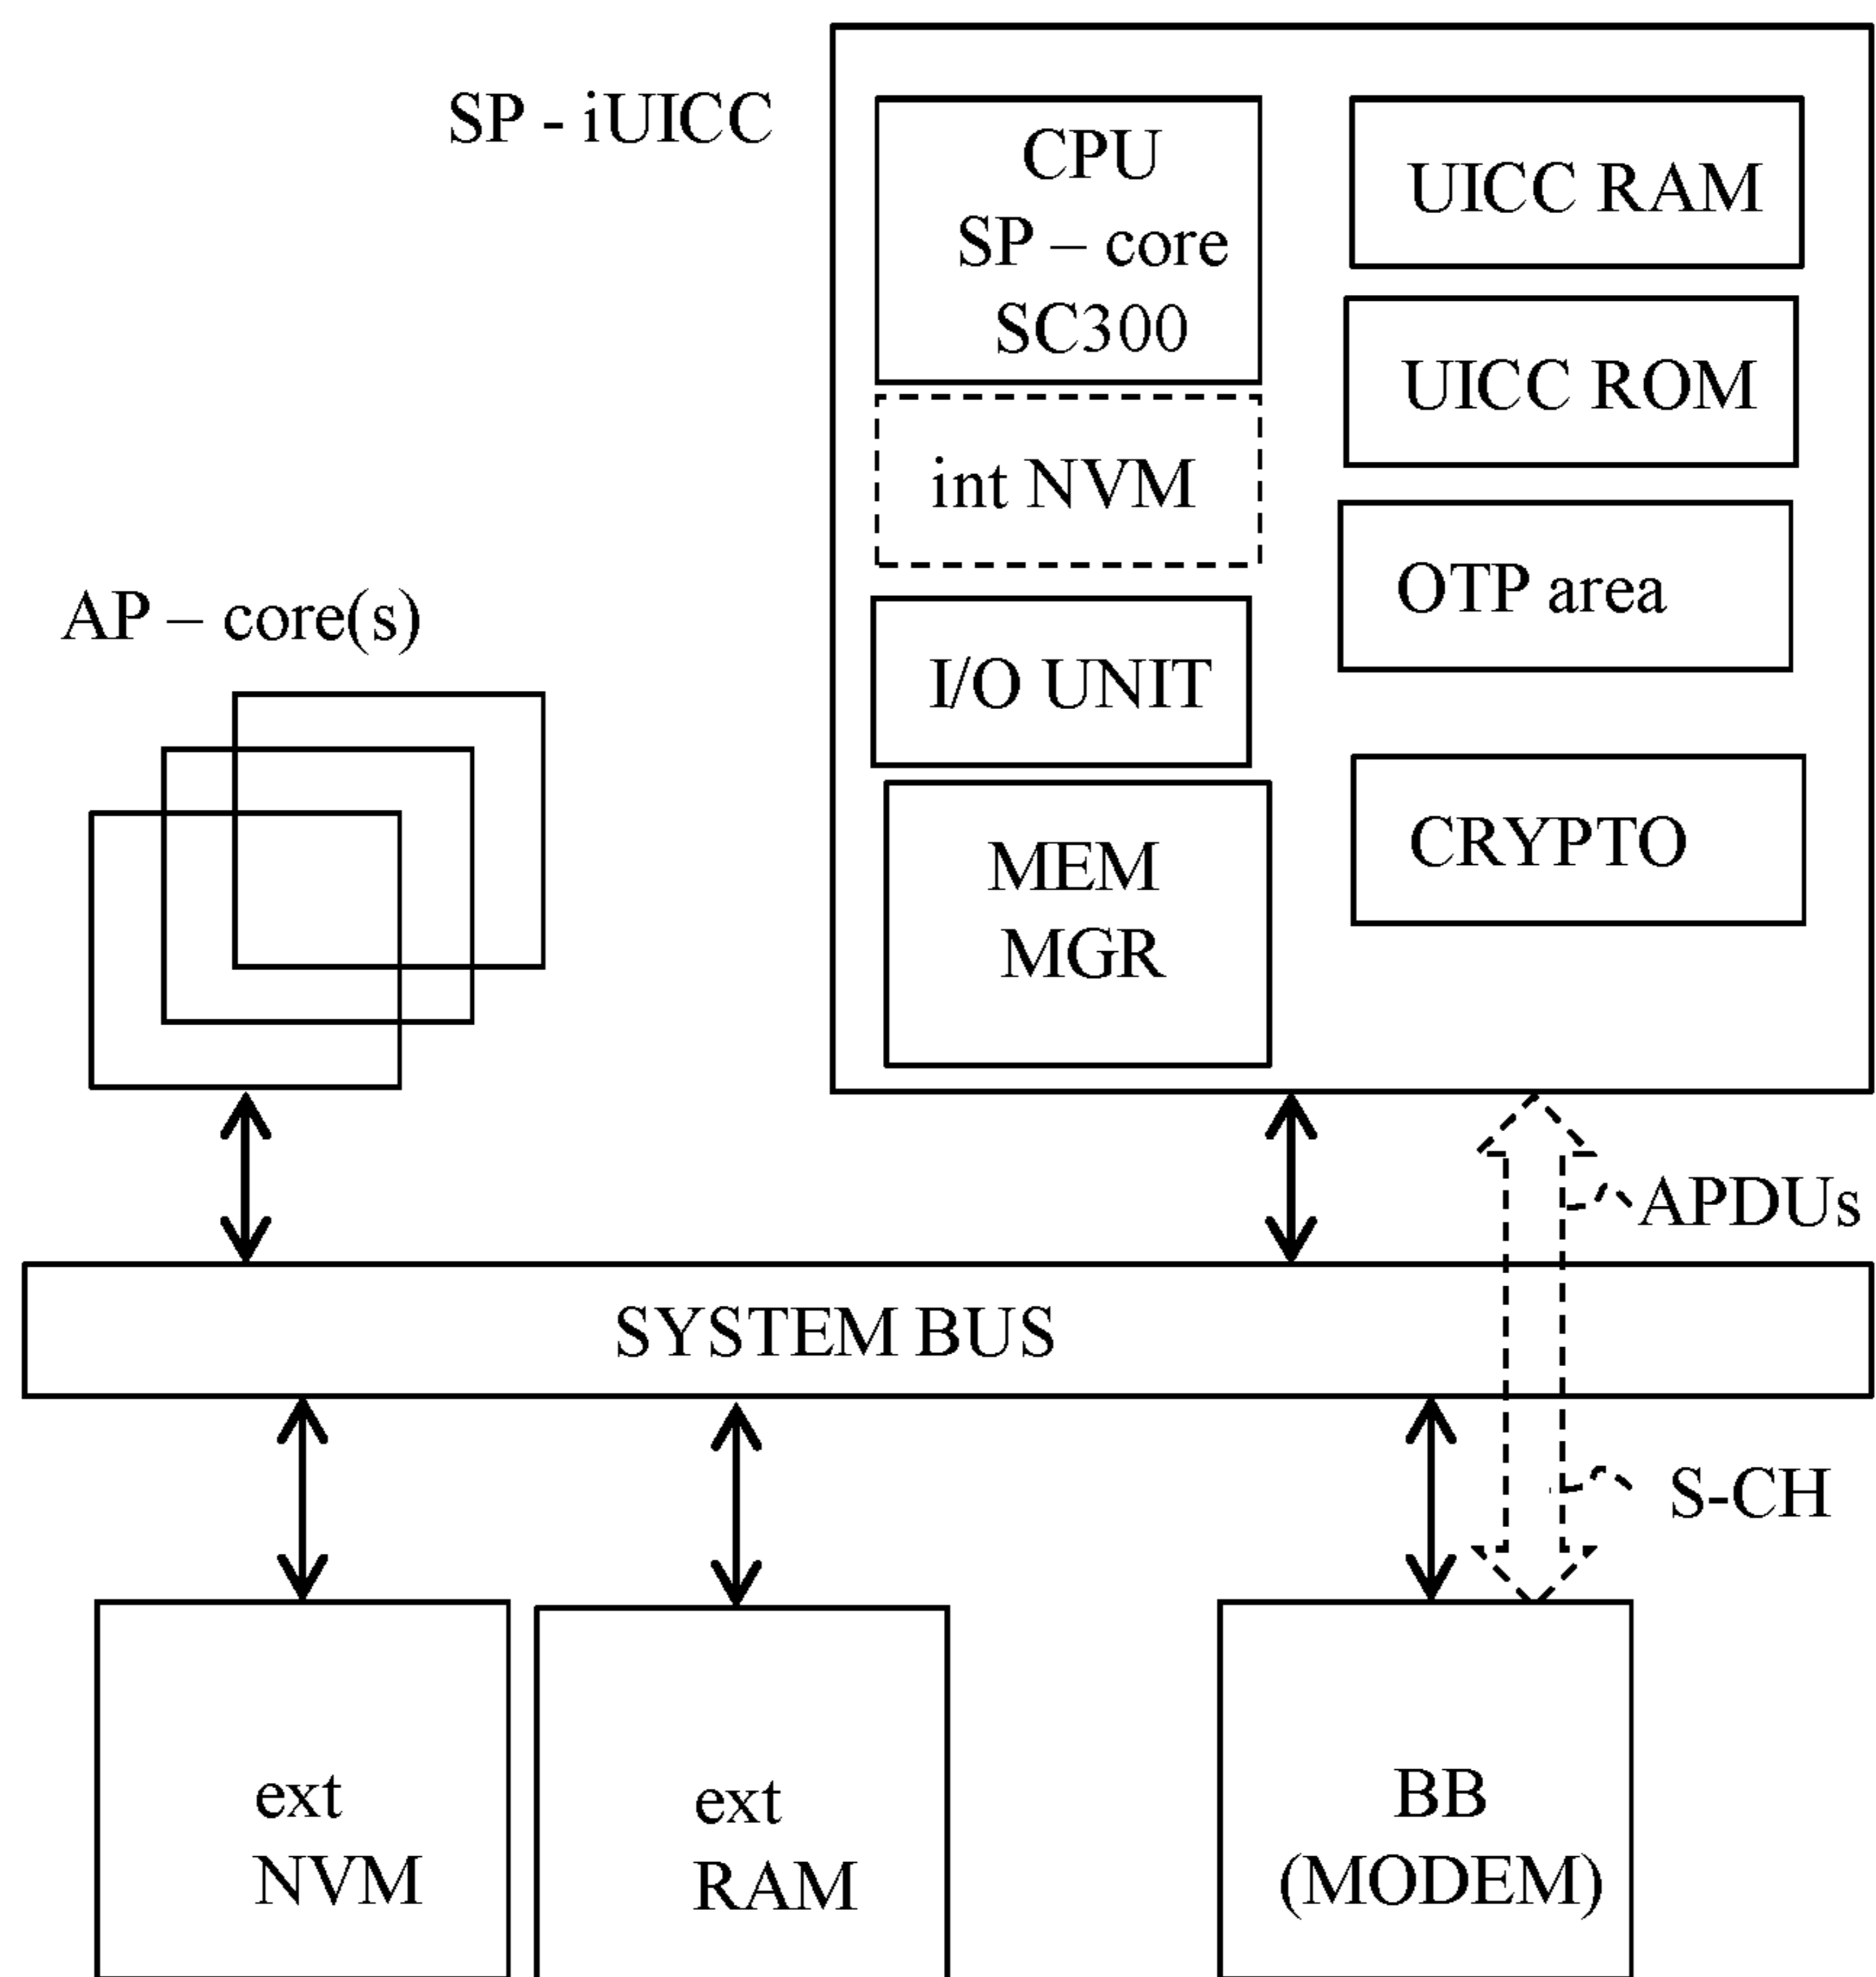 SP - iUICC
CPU
SP – core
SC300
UICC RAM
UICC ROM
int NVM
OTP area
AP – core(s)
I/O UNIT
CRYPTO
MEM
MGR
APDUs
SYSTEM BUS
S-CH
ext
NVM
ext
RAM
BB
(MODEM)